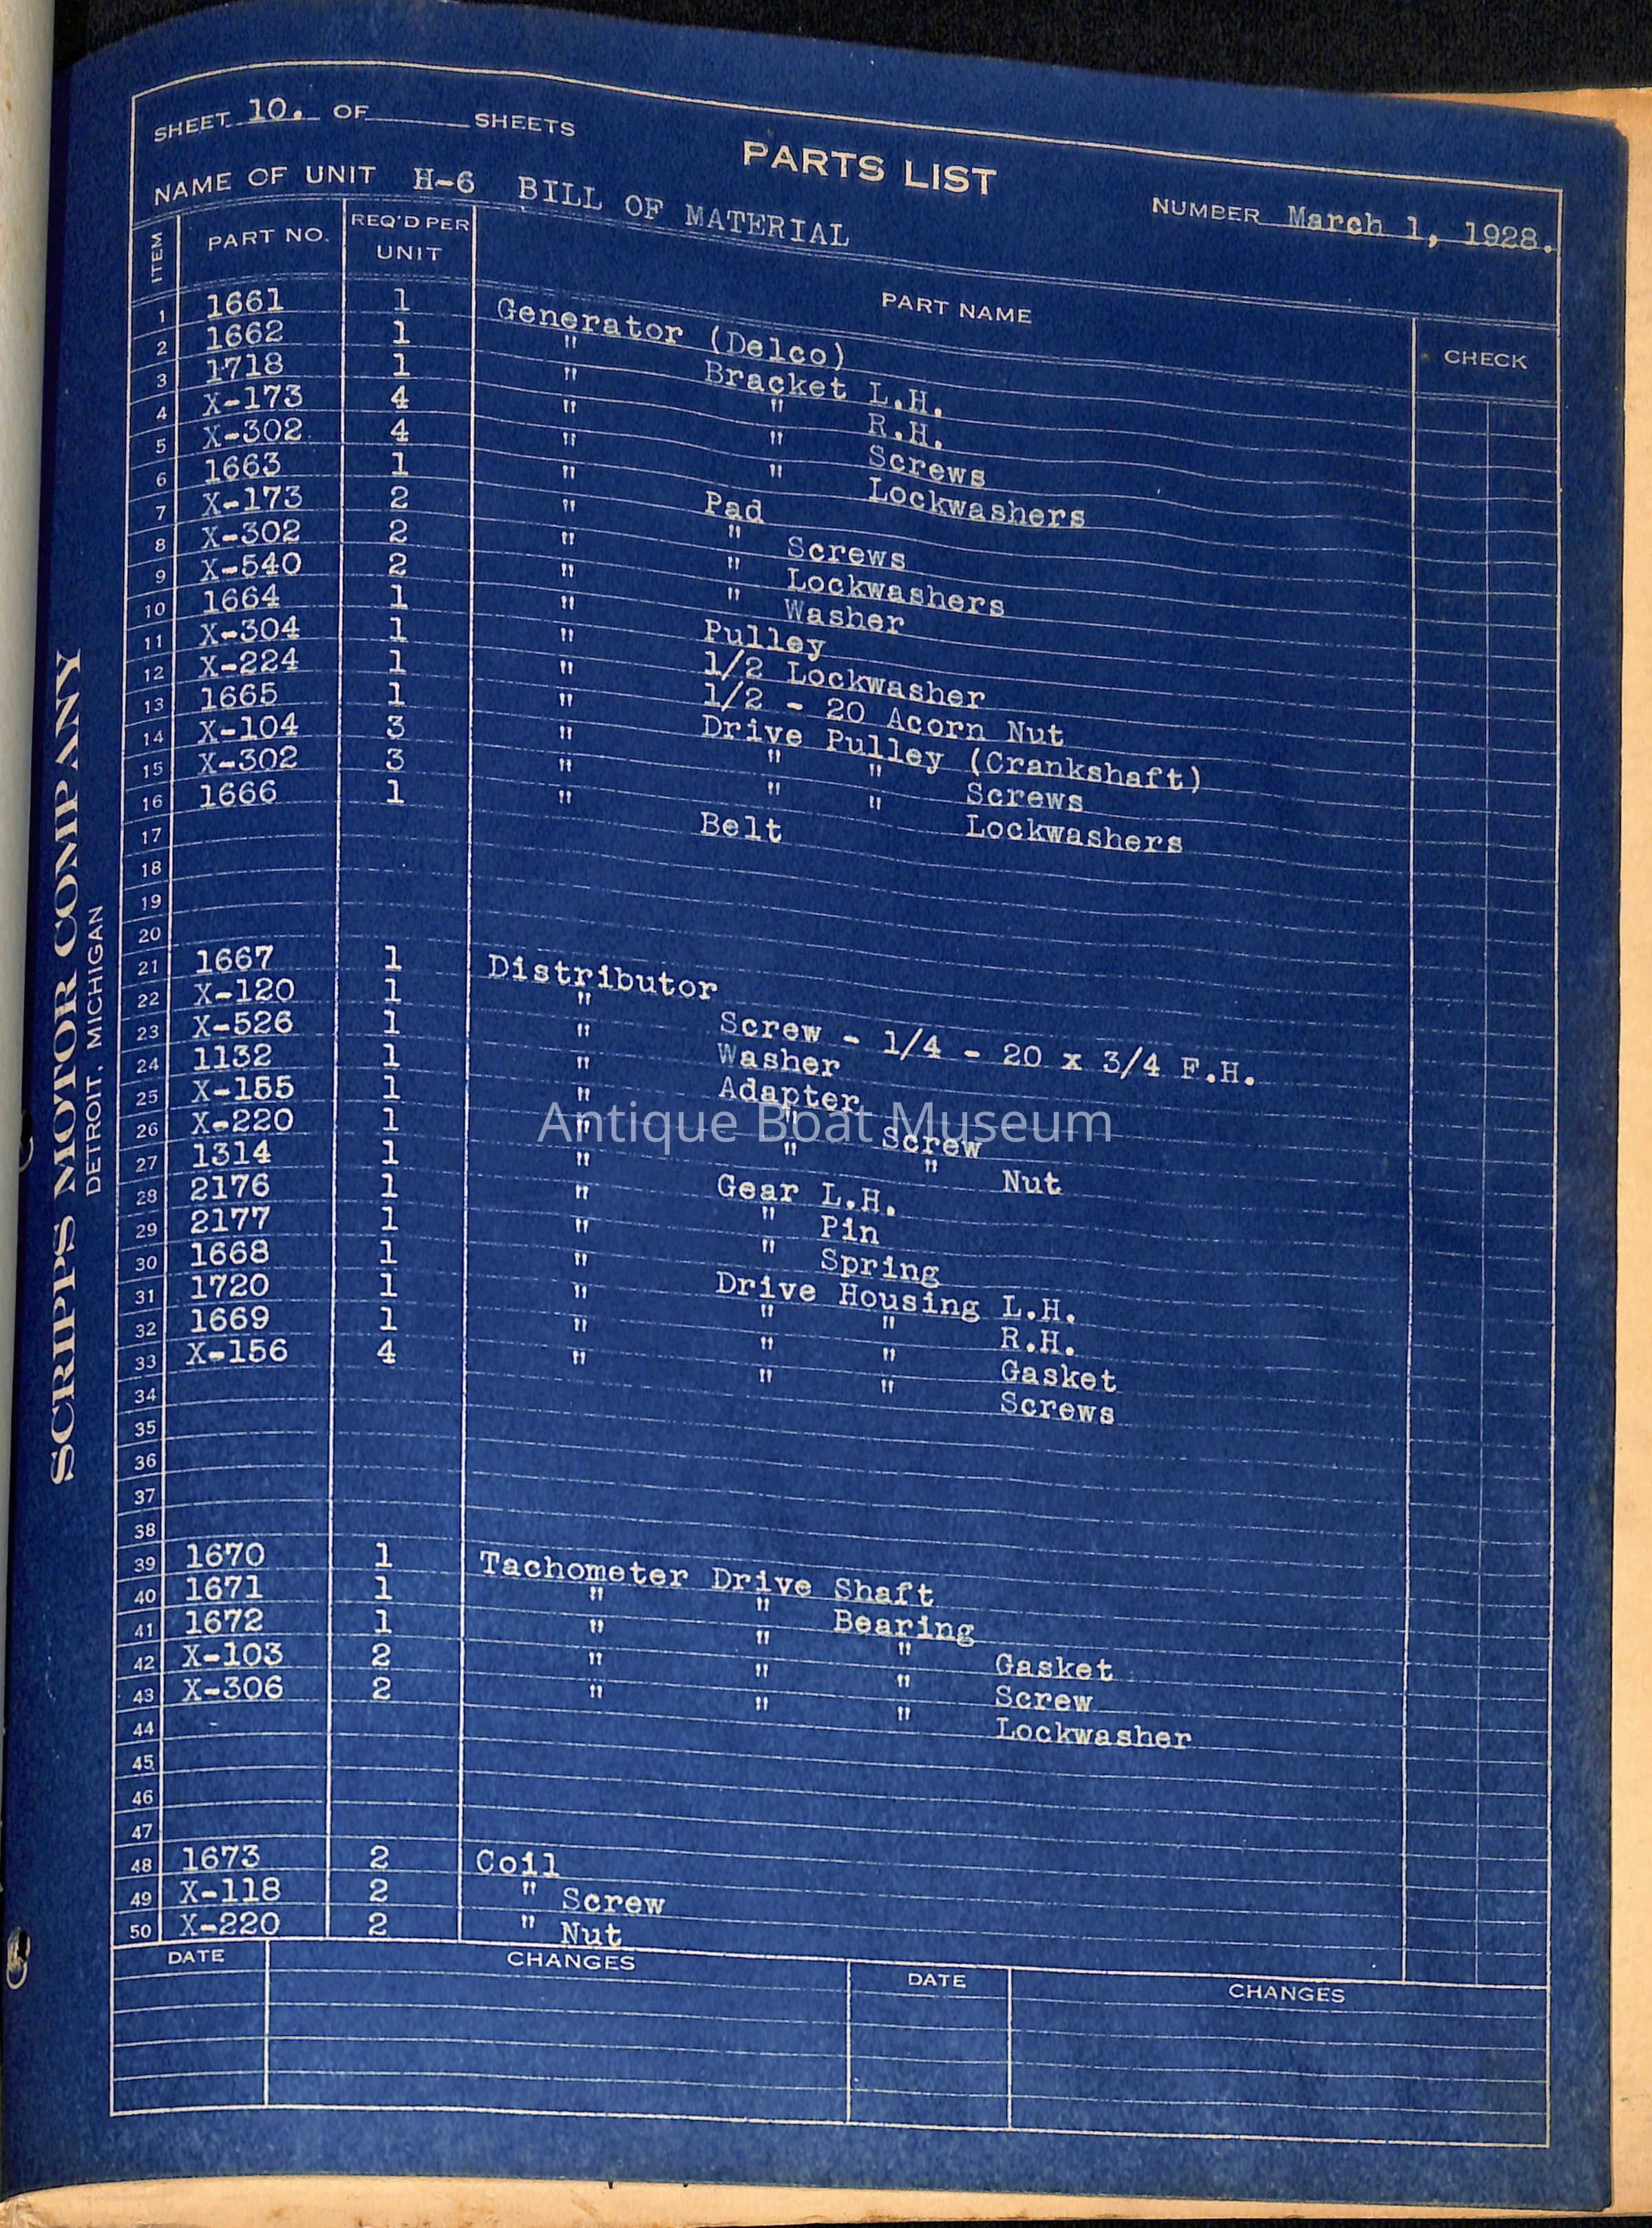 SHEET 10. OF SHEETS
PARTS LIST
NAME OF UNIT H-6 BILL OF MATERIAL
NUMBER March 1, 1928.
ITEM PART NO. REQ'D PER UNIT PART NAME CHECK
1 1661 1 Generator (Delco)
2 1662 1 " Bracket L.H.
3 1718 1 " " R.H.
4 X-173 4 " " Screws
5 X-302 4 " " Lockwashers
6 1663 1 " Pad
7 X-173 2 " " Screws
8 X-302 2 " " Lockwashers
9 X-540 2 " " Washer
10 1664 1 " Pulley
11 X-304 1 " 1/2 Lockwasher
12 X-224 1 " 1/2 - 20 Acorn Nut
13 1665 1 " Drive Pulley (Crankshaft)
14 X-104 3 " " " Screws
15 X-302 3 " " " Lockwashers
16 1666 1 " Belt
17
18
19
20
21 1667 1 Distributor
22 X-120 1 " Screw - 1/4 - 20 x 3/4 F.H.
23 X-526 1 " Washer
24 1132 1 " Adapter
25 X-155 1 " " Screw
26 X-220 1 " " " Nut
27 1314 1 " Gear L.H.
28 2176 1 " " Pin
29 2177 1 " " Spring
30 1668 1 " Drive Housing L.H.
31 1720 1 " " " R.H.
32 1669 1 " " " Gasket
33 X-156 4 " " " Screws
34
35
36
37
38
39 1670 1 Tachometer Drive Shaft
40 1671 1 " " Bearing
41 1672 1 " " " Gasket
42 X-103 2 " " " Screw
43 X-306 2 " " " Lockwasher
44
45
46
47
48 1673 2 Coil
49 X-118 2 " Screw
50 X-220 2 " Nut
DATE CHANGES DATE CHANGES
SCRIPPS MOTOR COMPANY
DETROIT, MICHIGAN
Antique Boat Museum